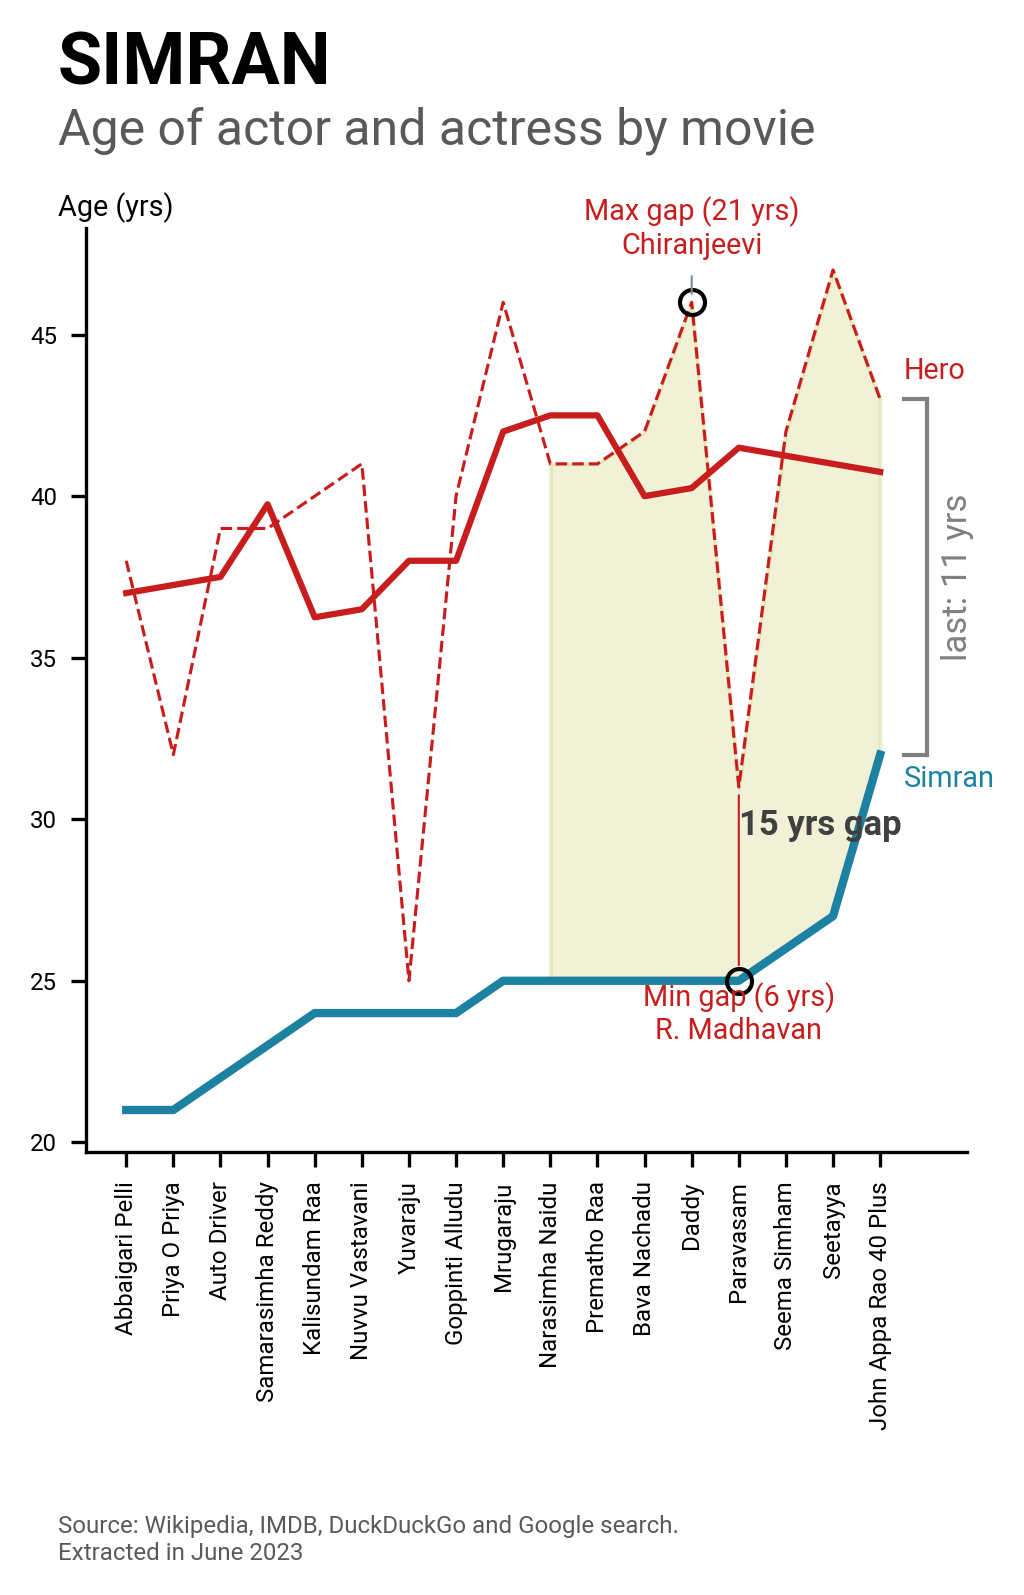 SIMRAN
Age of actor and actress by movie
Age (yrs)
Max gap (21 yrs)
Chiranjeevi
45
40
35
30
25
20
Hero
last: 11 yrs
Simran
15 yrs gap
Min gap (6 yrs)
R. Madhavan
Abbaigari Pelli
Priya O Priya
Auto Driver
Samarasimha Reddy
Kalisundam Raa
Nuvvu Vastavani
Yuvaraju
Goppinti Alludu
Mrugaraju
Narasimha Naidu
Prematho Raa
Bava Nachadu
Daddy
Paravasam
Seema Simham
Seetayya
John Appa Rao 40 Plus
Source: Wikipedia, IMDB, DuckDuckGo and Google search.
Extracted in June 2023